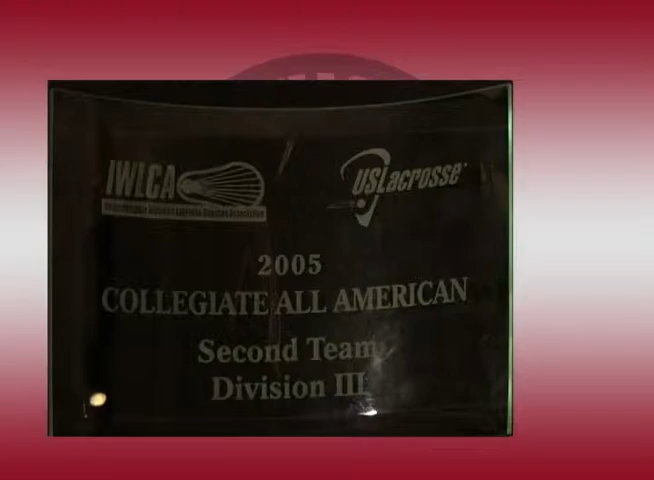 IWLCA
USLacrosse
2005
COLLEGIATE ALL AMERICAN
Second Team
Division III